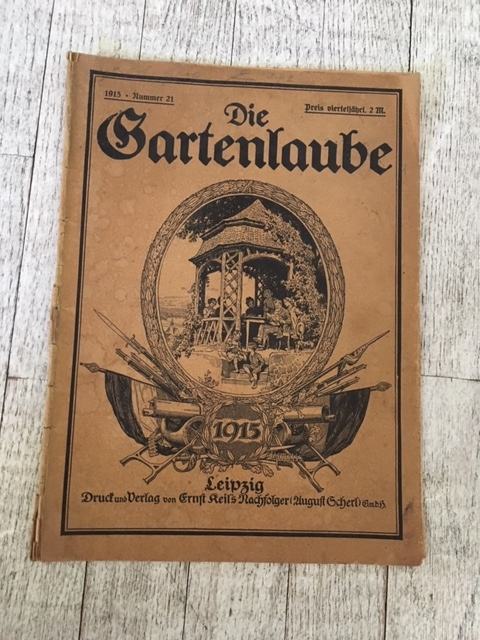 1915 · Nummer 21
Preis vierteljährl. 2 M.
Die
Gartenlaube
1915
Leipzig
Druck und Verlag von Ernst Keil's Nachfolger (August Scherl) GmbH.